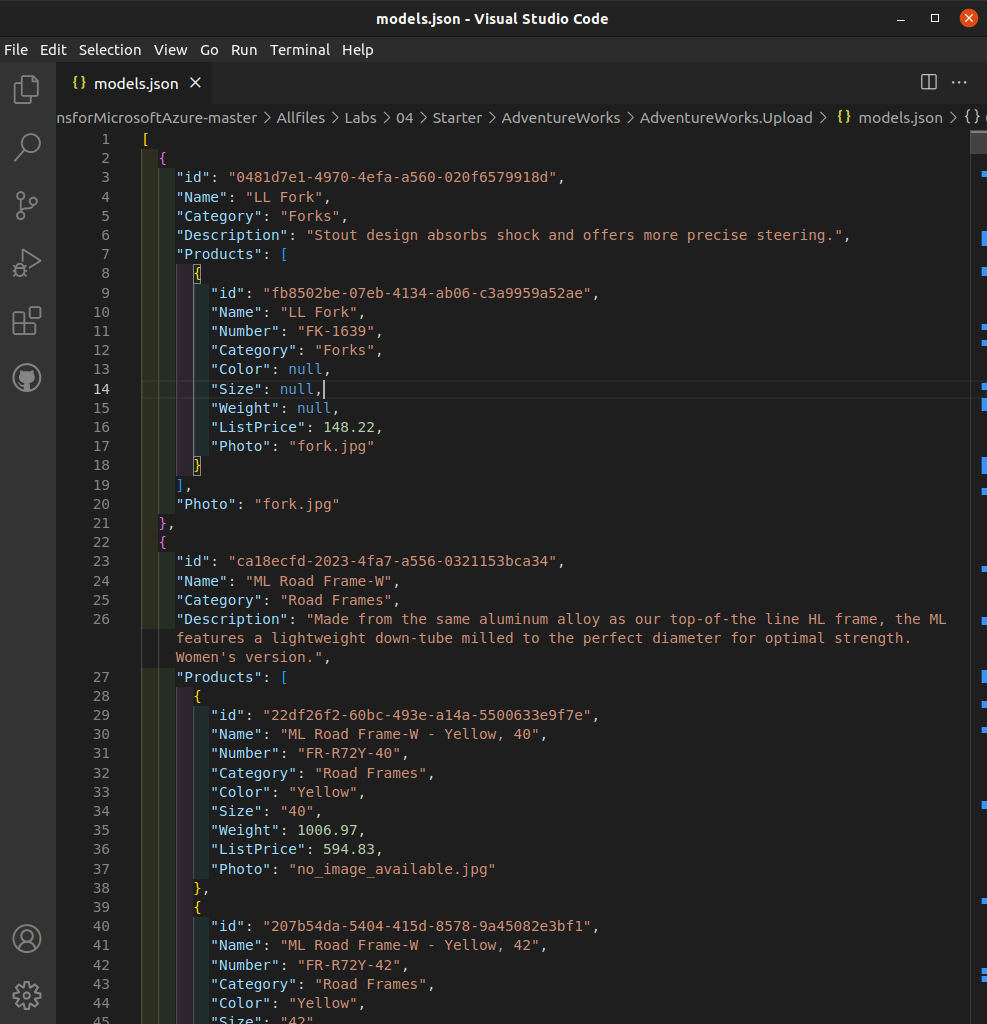 models.json - Visual Studio Code
File Edit Selection View Go Run Terminal Help
{} models.json
nsforMicrosoftAzure-master > Allfiles > Labs > 04 > Starter > AdventureWorks > AdventureWorks.Upload > {} models.json > {}
1 [
2 {
3 "id": "0481d7e1-4970-4efa-a560-020f6579918d",
4 "Name": "LL Fork",
5 "Category": "Forks",
6 "Description": "Stout design absorbs shock and offers more precise steering.",
7 "Products": [
8 {
9 "id": "fb8502be-07eb-4134-ab06-c3a9959a52ae",
10 "Name": "LL Fork",
11 "Number": "FK-1639",
12 "Category": "Forks",
13 "Color": null,
14 "Size": null,
15 "Weight": null,
16 "ListPrice": 148.22,
17 "Photo": "fork.jpg"
18 }
19 ],
20 "Photo": "fork.jpg"
21 },
22 {
23 "id": "ca18ecfd-2023-4fa7-a556-0321153bca34",
24 "Name": "ML Road Frame-W",
25 "Category": "Road Frames",
26 "Description": "Made from the same aluminum alloy as our top-of-the line HL frame, the ML
features a lightweight down-tube milled to the perfect diameter for optimal strength.
Women's version.",
27 "Products": [
28 {
29 "id": "22df26f2-60bc-493e-a14a-5500633e9f7e",
30 "Name": "ML Road Frame-W - Yellow, 40",
31 "Number": "FR-R72Y-40",
32 "Category": "Road Frames",
33 "Color": "Yellow",
34 "Size": "40",
35 "Weight": 1006.97,
36 "ListPrice": 594.83,
37 "Photo": "no_image_available.jpg"
38 },
39 {
40 "id": "207b54da-5404-415d-8578-9a45082e3bf1",
41 "Name": "ML Road Frame-W - Yellow, 42",
42 "Number": "FR-R72Y-42",
43 "Category": "Road Frames",
44 "Color": "Yellow",
45 "Size": "42"